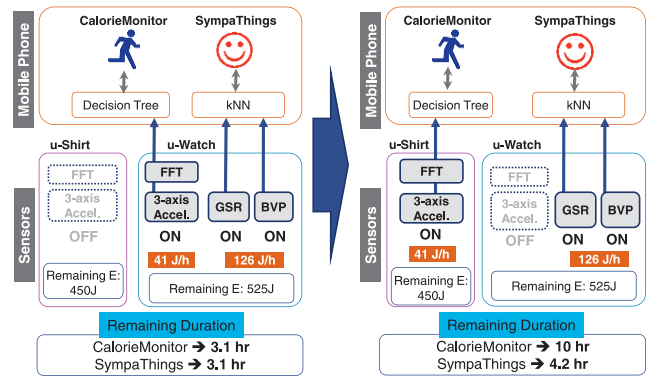 CalorieMonitor
SympaThings
Mobile Phone
Decision Tree
kNN
u-Shirt
u-Watch
Sensors
FFT
3-axis
Accel.
OFF
FFT
3-axis
Accel.
GSR
BVP
ON
ON
ON
41 J/h
126 J/h
Remaining E:
450J
Remaining E: 525J
Remaining Duration
CalorieMonitor ➔ 3.1 hr
SympaThings ➔ 3.1 hr
CalorieMonitor
SympaThings
Mobile Phone
Decision Tree
kNN
u-Shirt
u-Watch
Sensors
FFT
3-axis
Accel.
ON
41 J/h
FFT
3-axis
Accel.
OFF
GSR
BVP
ON
ON
126 J/h
Remaining E:
450J
Remaining E: 525J
Remaining Duration
CalorieMonitor ➔ 10 hr
SympaThings ➔ 4.2 hr